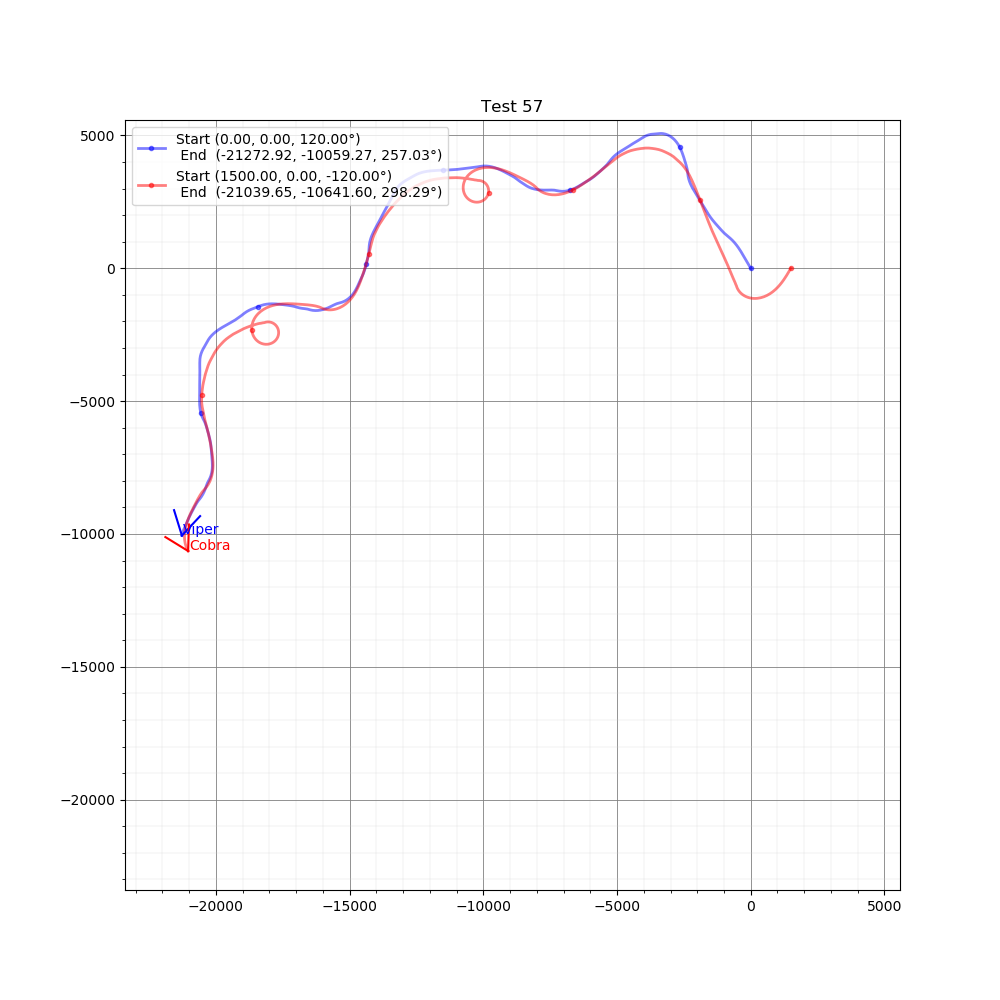 Test 57
Start (0.00, 0.00, 120.00°)
End (-21272.92, -10059.27, 257.03°)
Start (1500.00, 0.00, -120.00°)
End (-21039.65, -10641.60, 298.29°)
5000
0
−5000
−10000
−15000
−20000
Viper
Cobra
−20000 −15000 −10000 −5000 0 5000